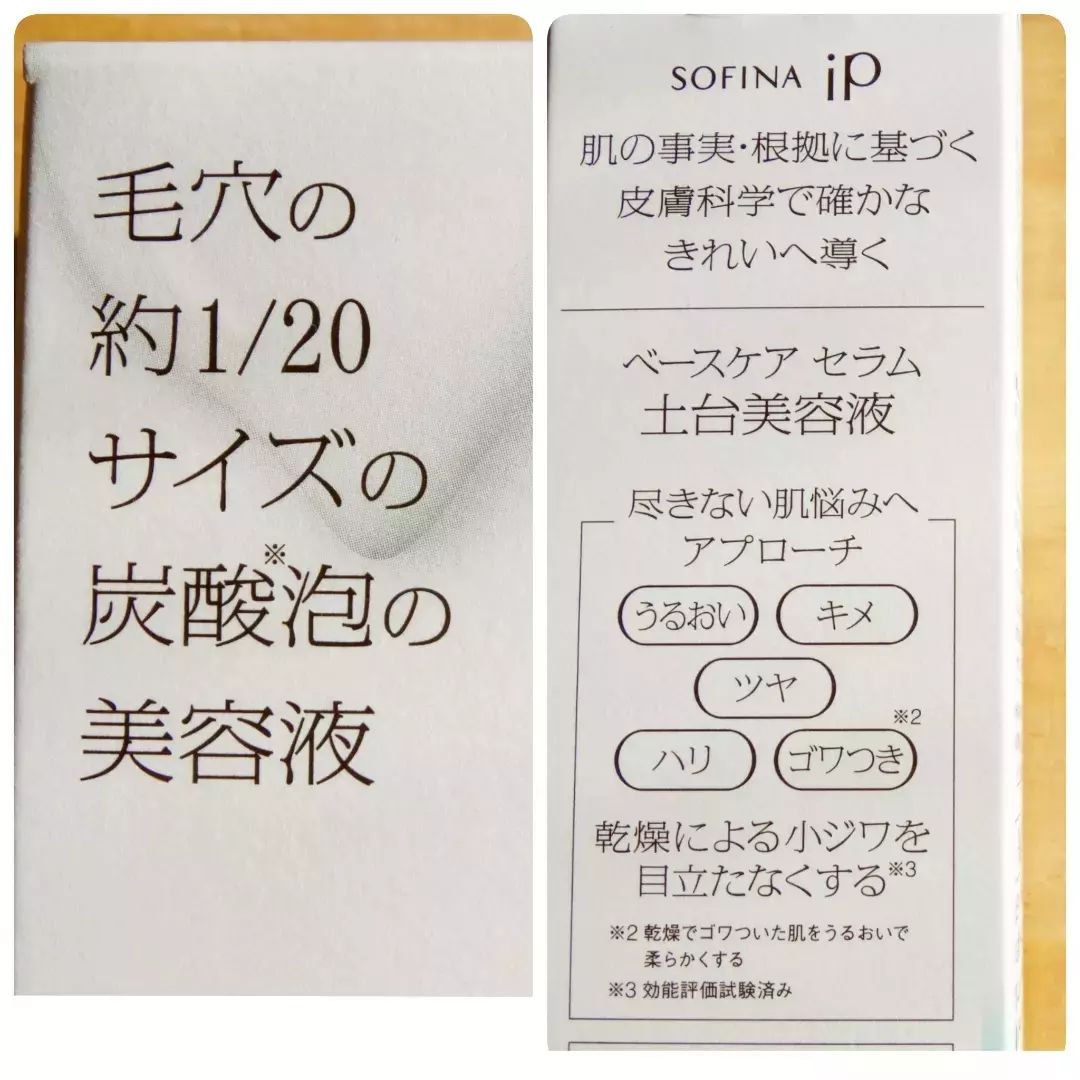 毛穴の
約1/20
サイズの
炭酸※泡の
美容液
SOFINA iP
肌の事実・根拠に基づく
皮膚科学で確かな
きれいへ導く
ベースケア セラム
土台美容液
尽きない肌悩みへ
アプローチ
うるおい キメ
ツヤ
ハリ ゴワつき※2
乾燥による小ジワを
目立たなくする※3
※2 乾燥でゴワついた肌をうるおいで
柔らかくする
※3 効能評価試験済み